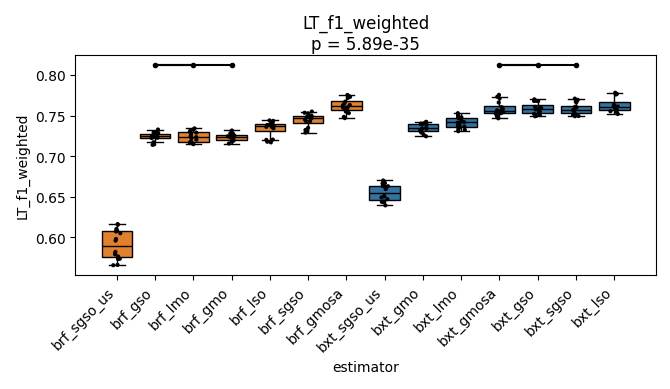 LT_f1_weighted
p = 5.89e-35
LT_f1_weighted
0.80
0.75
0.70
0.65
0.60
brf_sgso_us
brf_gso
brf_lmo
brf_gmo
brf_lso
brf_sgso
brf_gmosa
bxt_sgso_us
bxt_gmo
bxt_lmo
bxt_gmosa
bxt_gso
bxt_sgso
bxt_lso
estimator